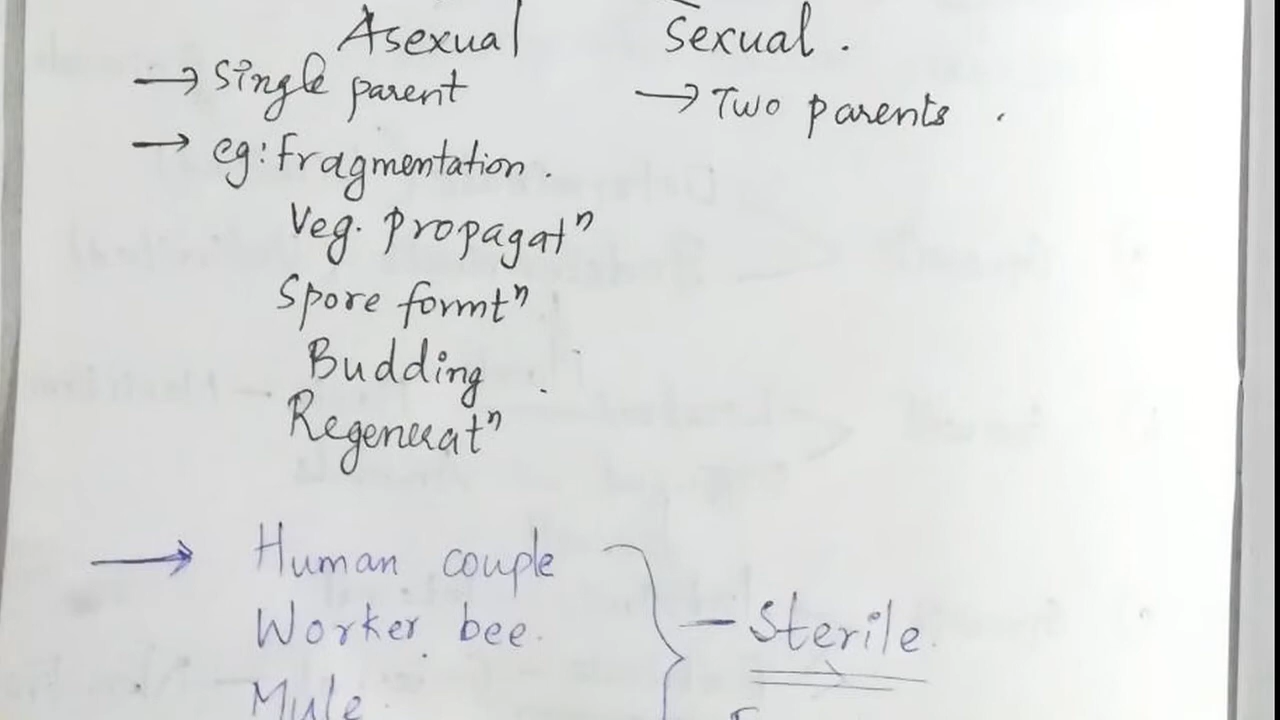 Asexual Sexual.
→ Single parent → Two parents.
→ eg: Fragmentation.
Veg. propagatⁿ
Spore formtⁿ
Budding
Regeneratⁿ
→ Human couple
Worker bee. — Sterile.
Mule